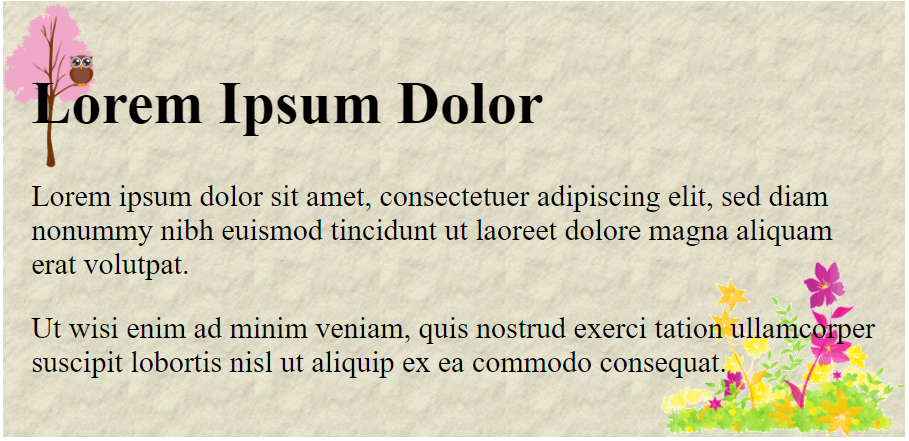 Lorem Ipsum Dolor
Lorem ipsum dolor sit amet, consectetuer adipiscing elit, sed diam
nonummy nibh euismod tincidunt ut laoreet dolore magna aliquam
erat volutpat.
Ut wisi enim ad minim veniam, quis nostrud exerci tation ullamcorper
suscipit lobortis nisl ut aliquip ex ea commodo consequat.